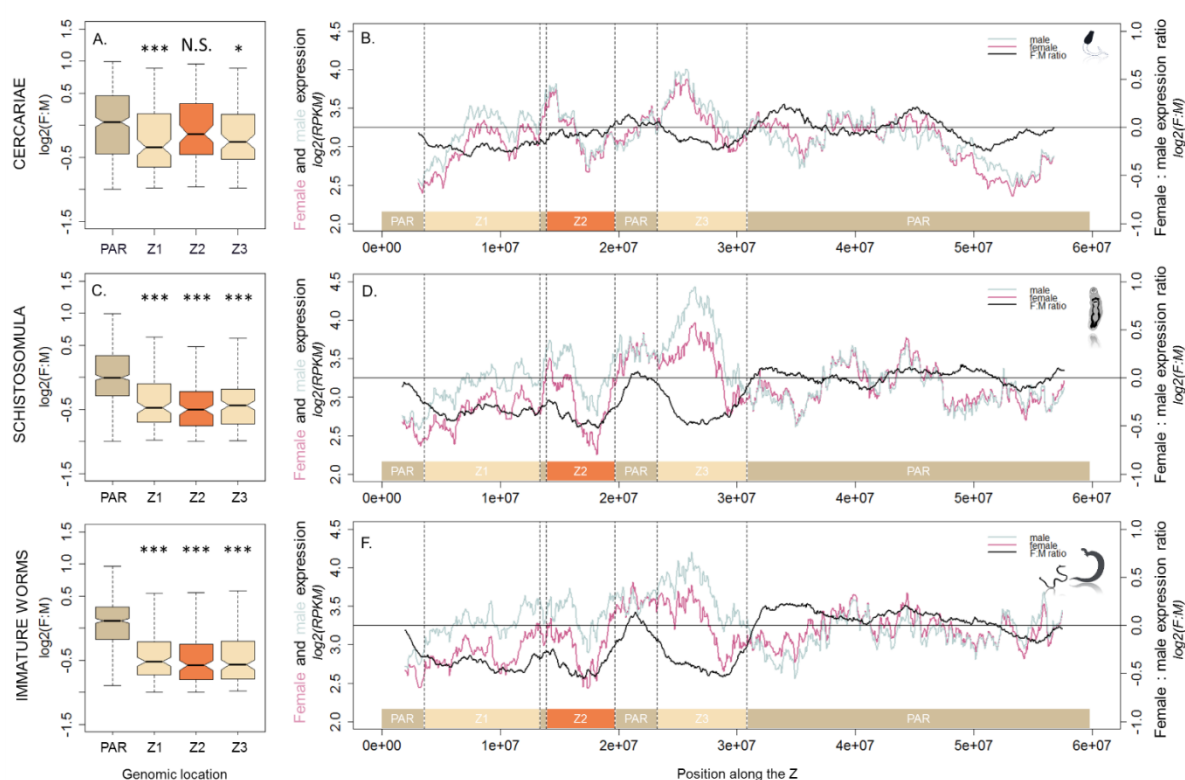 CERCARIAE
log2(F:M)
1.5
1.0
0.5
-0.5
-1.5
A.
***
N.S.
*
PAR Z1 Z2 Z3
Female and male expression
log2(RPKM)
4.5
4.0
3.5
3.0
2.5
2.0
B.
male
female
F:M ratio
PAR Z1 Z2 PAR Z3 PAR
0e+00 1e+07 2e+07 3e+07 4e+07 5e+07 6e+07
1.0
0.5
0.0
-0.5
-1.0
Female : male expression ratio
log2(F:M)
SCHISTOSOMULA
log2(F:M)
1.5
1.0
0.5
-0.5
-1.5
C.
*** *** ***
PAR Z1 Z2 Z3
Female and male expression
log2(RPKM)
4.5
4.0
3.5
3.0
2.5
2.0
D.
male
female
F:M ratio
PAR Z1 Z2 PAR Z3 PAR
0e+00 1e+07 2e+07 3e+07 4e+07 5e+07 6e+07
1.0
0.5
0.0
-0.5
-1.0
Female : male expression ratio
log2(F:M)
IMMATURE WORMS
log2(F:M)
1.5
1.0
0.5
-0.5
-1.5
*** *** ***
PAR Z1 Z2 Z3
Genomic location
Female and male expression
log2(RPKM)
5.5
4.5
4.0
3.5
3.0
2.5
2.0
F.
male
female
F:M ratio
PAR Z1 Z2 PAR Z3 PAR
0e+00 1e+07 2e+07 3e+07 4e+07 5e+07 6e+07
Position along the Z
1.0
0.5
0.0
-0.5
-1.0
Female : male expression ratio
log2(F:M)